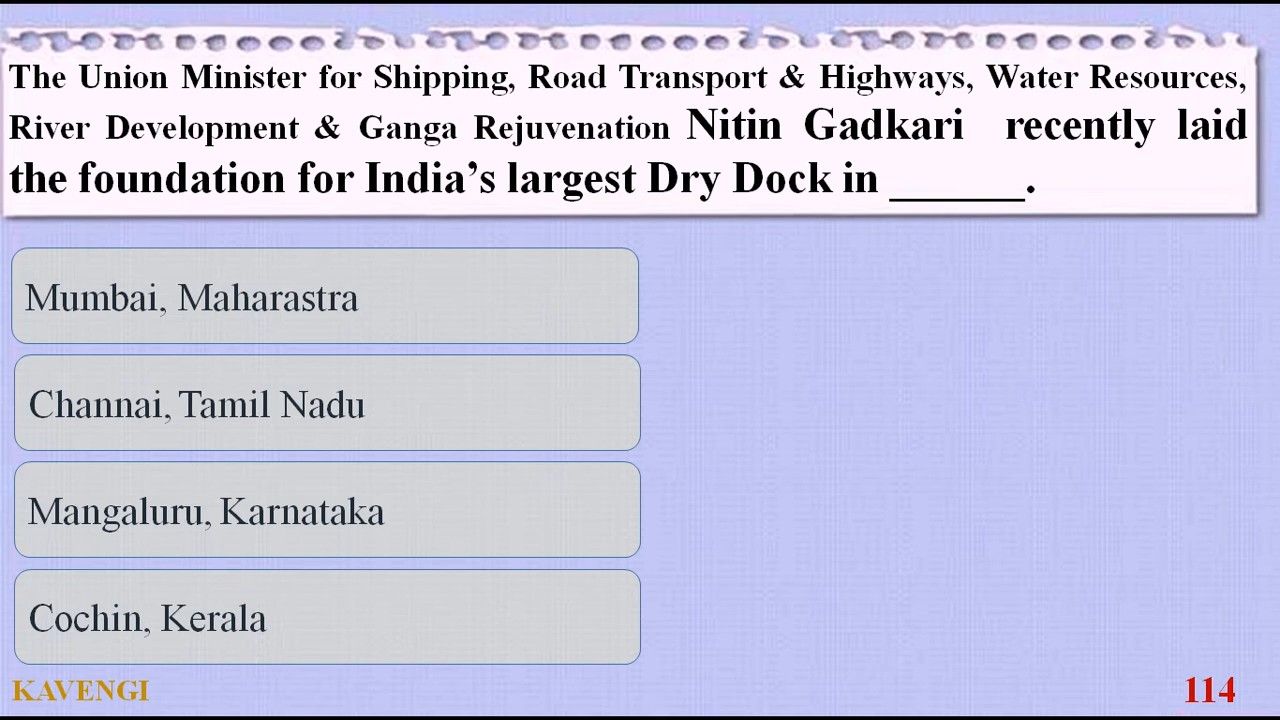 The Union Minister for Shipping, Road Transport & Highways, Water Resources,
River Development & Ganga Rejuvenation Nitin Gadkari recently laid
the foundation for India’s largest Dry Dock in ______.
Mumbai, Maharastra
Channai, Tamil Nadu
Mangaluru, Karnataka
Cochin, Kerala
KAVENGI
114